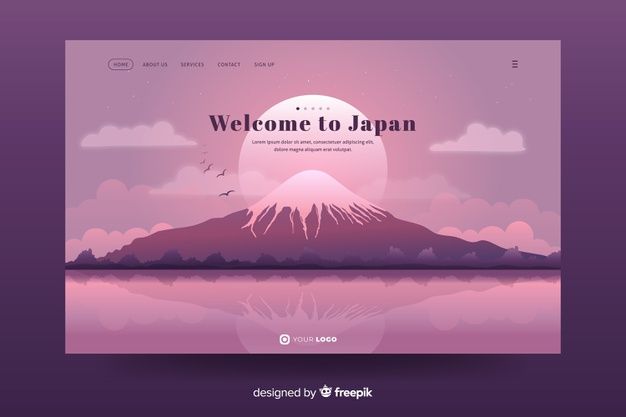 HOME ABOUT US SERVICES CONTACT SIGN UP
Welcome to Japan
Lorem ipsum dolor sit amet, consectetur adipiscing elit,
dolore magna aliquam erat volutpat.
YOUR LOGO
designed by freepik